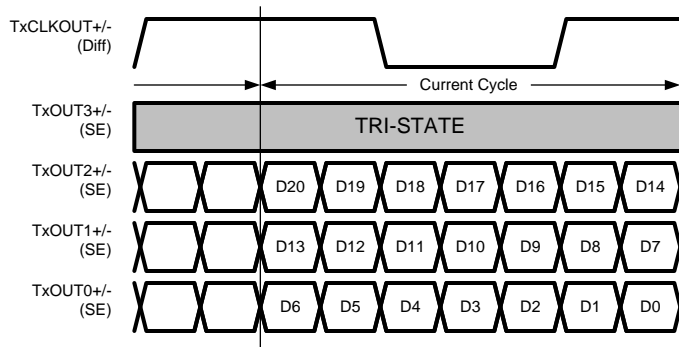 TxCLKOUT+/-
(Diff)
Current Cycle
TxOUT3+/-
(SE)
TRI-STATE
TxOUT2+/-
(SE)
D20 D19 D18 D17 D16 D15 D14
TxOUT1+/-
(SE)
D13 D12 D11 D10 D9 D8 D7
TxOUT0+/-
(SE)
D6 D5 D4 D3 D2 D1 D0